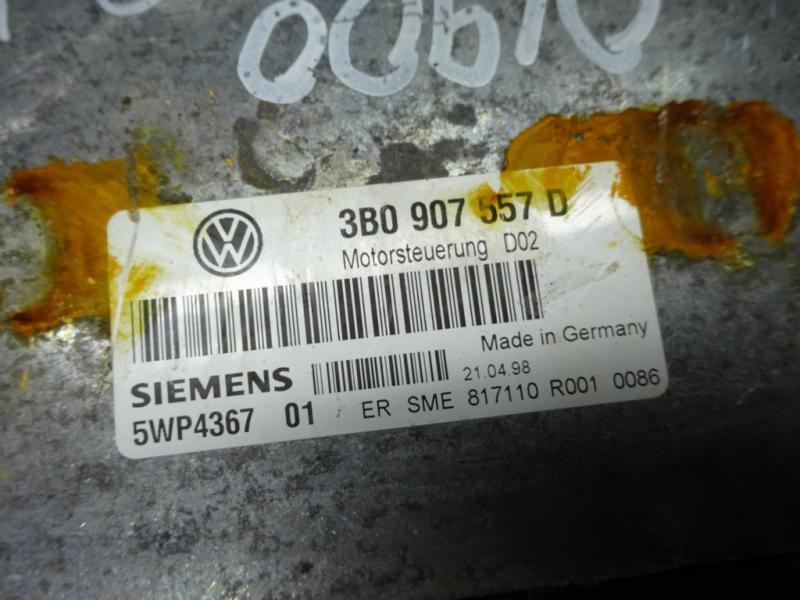 3B0 907 557 D
Motorsteuerung D02
Made in Germany
SIEMENS 21.04.98
5WP4367 01 ER SME 817110 R001 0086